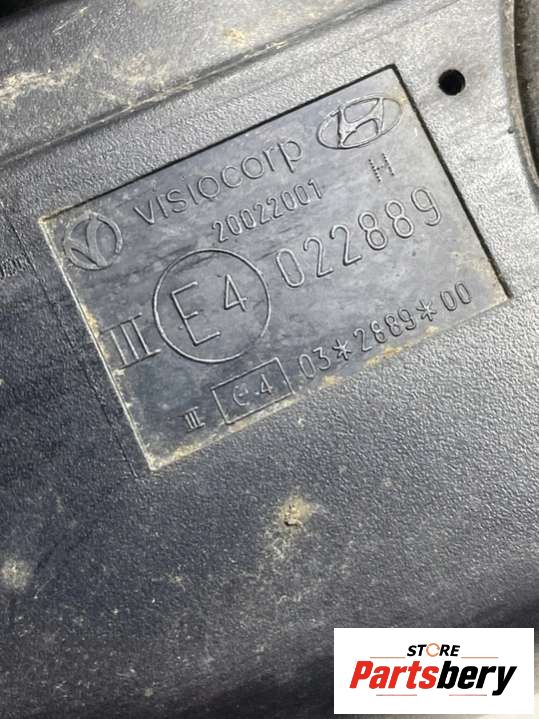 VISIOCORP
20022001 H
III E4 022889
III e4 03*2889*00
STORE
Partsbery